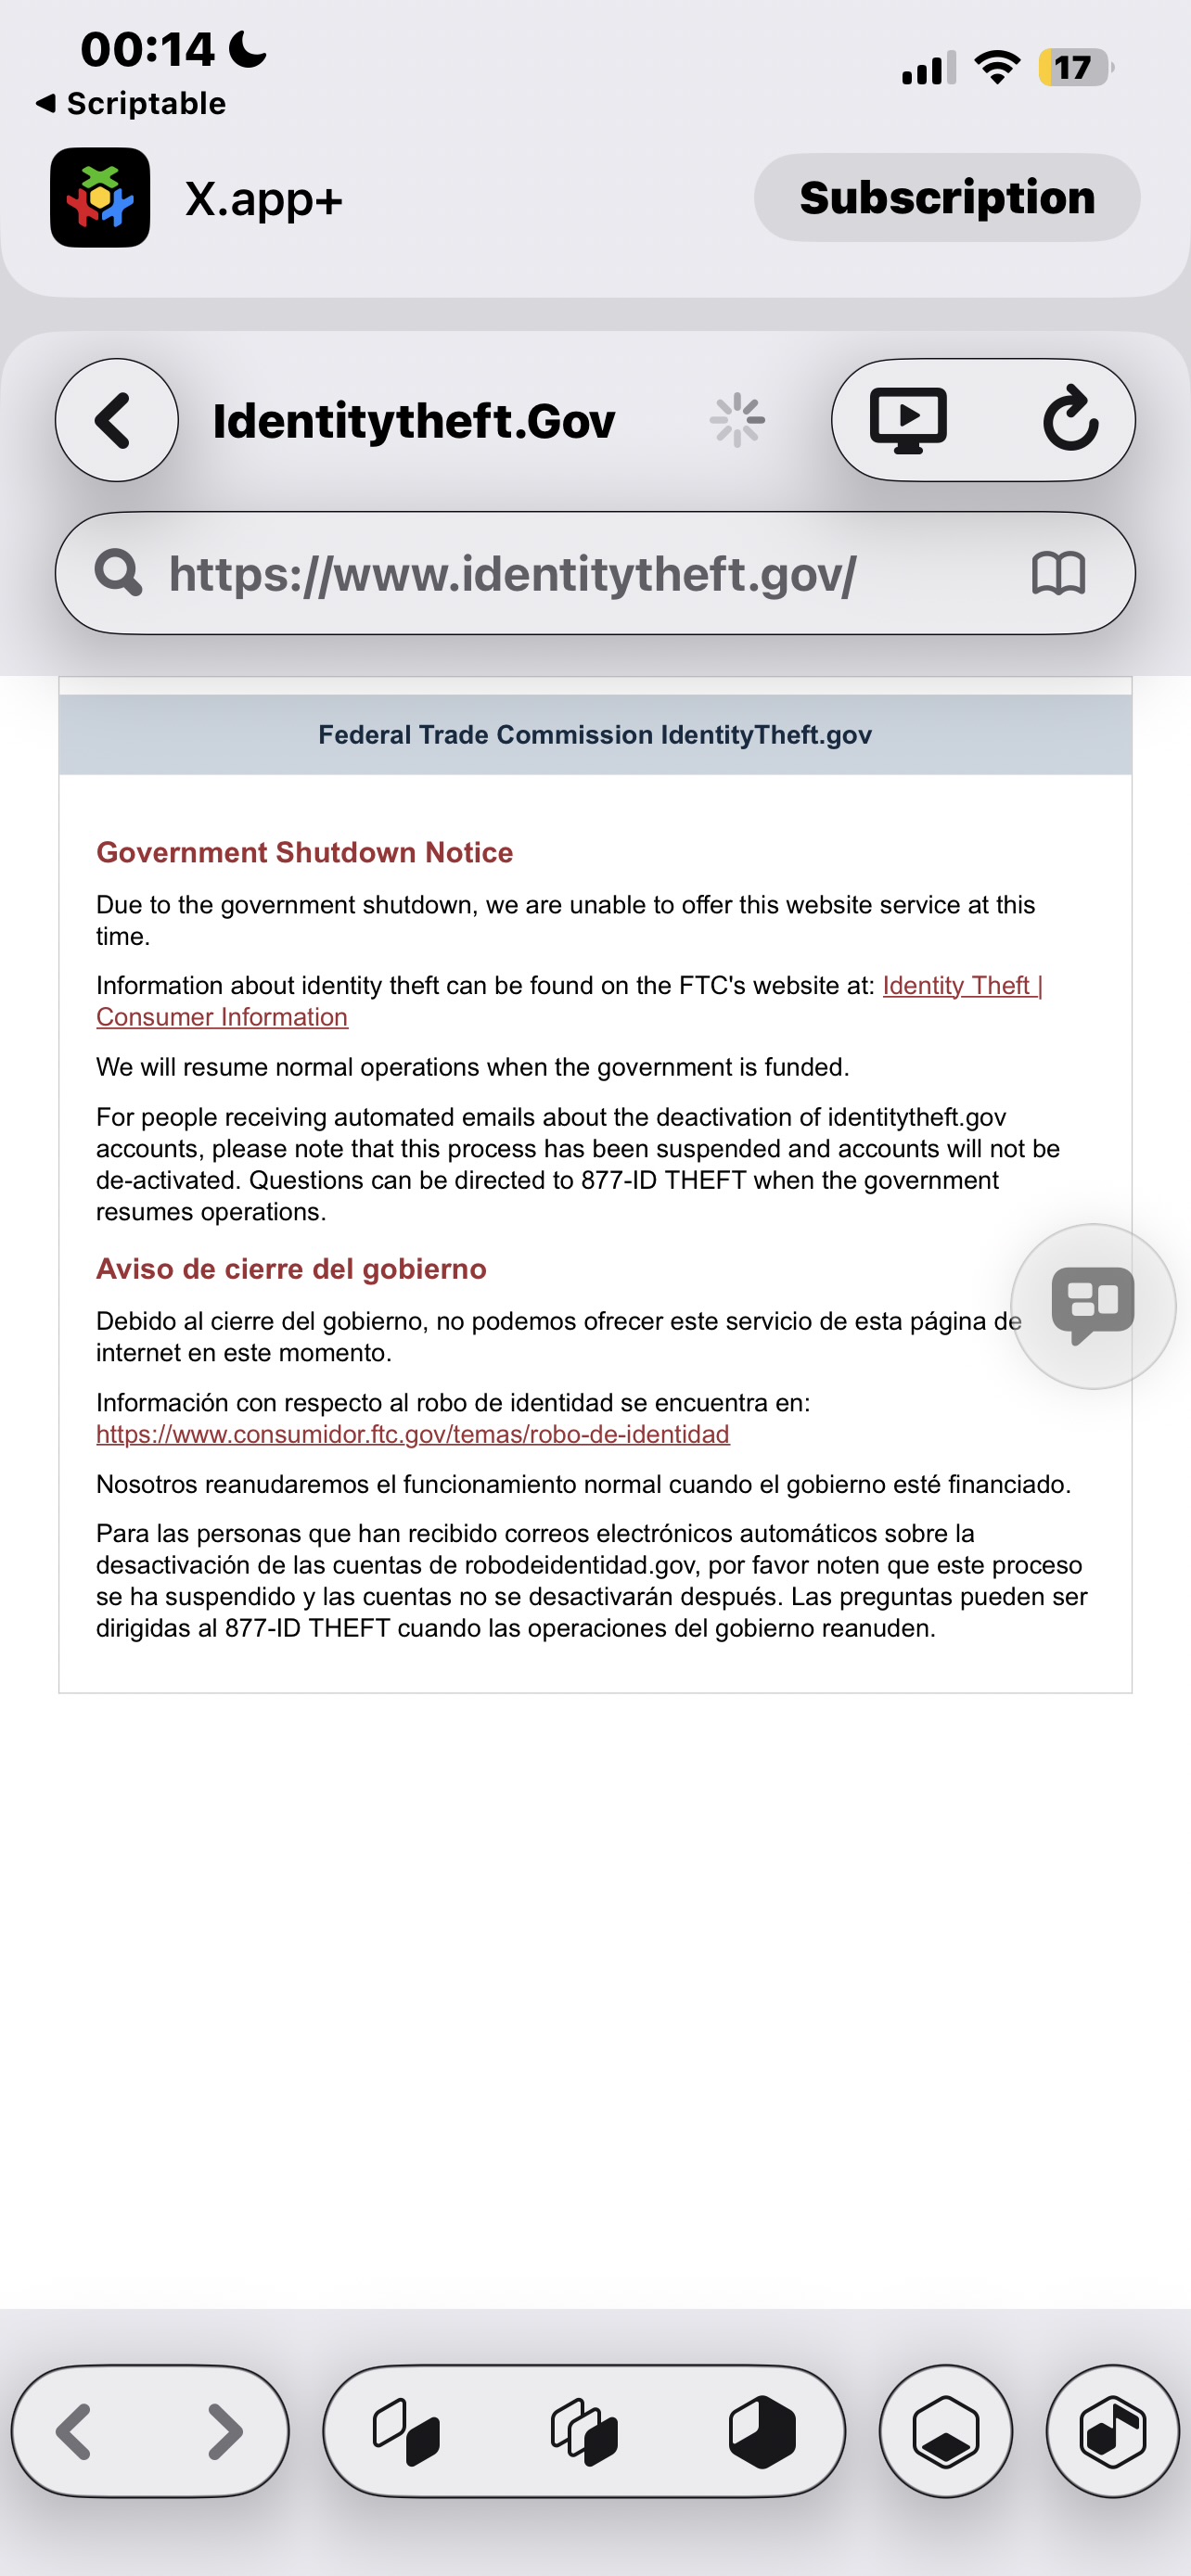 00:14
Scriptable
17
X.app+
Subscription
Identitytheft.Gov
https://www.identitytheft.gov/
Federal Trade Commission IdentityTheft.gov
Government Shutdown Notice
Due to the government shutdown, we are unable to offer this website service at this
time.
Information about identity theft can be found on the FTC's website at: Identity Theft |
Consumer Information
We will resume normal operations when the government is funded.
For people receiving automated emails about the deactivation of identitytheft.gov
accounts, please note that this process has been suspended and accounts will not be
de-activated. Questions can be directed to 877-ID THEFT when the government
resumes operations.
Aviso de cierre del gobierno
Debido al cierre del gobierno, no podemos ofrecer este servicio de esta página de
internet en este momento.
Información con respecto al robo de identidad se encuentra en:
https://www.consumidor.ftc.gov/temas/robo-de-identidad
Nosotros reanudaremos el funcionamiento normal cuando el gobierno esté financiado.
Para las personas que han recibido correos electrónicos automáticos sobre la
desactivación de las cuentas de robodeidentidad.gov, por favor noten que este proceso
se ha suspendido y las cuentas no se desactivarán después. Las preguntas pueden ser
dirigidas al 877-ID THEFT cuando las operaciones del gobierno reanuden.